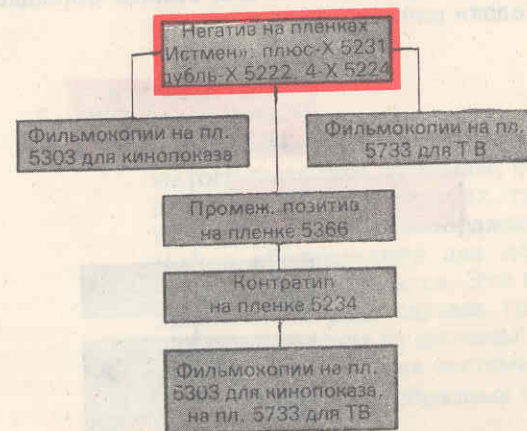 Негатив на пленках
Истмен»: плюс-Х 5231
дубль-Х 5222, 4-Х 5224
Фильмокопии на пл.
5303 для кинопоказа
Фильмокопии на пл.
5733 для ТВ
Промеж. позитив
на пленке 5366
Контратип
на пленке 5234
Фильмокопии на пл.
5303 для кинопоказа,
на пл. 5733 для ТВ